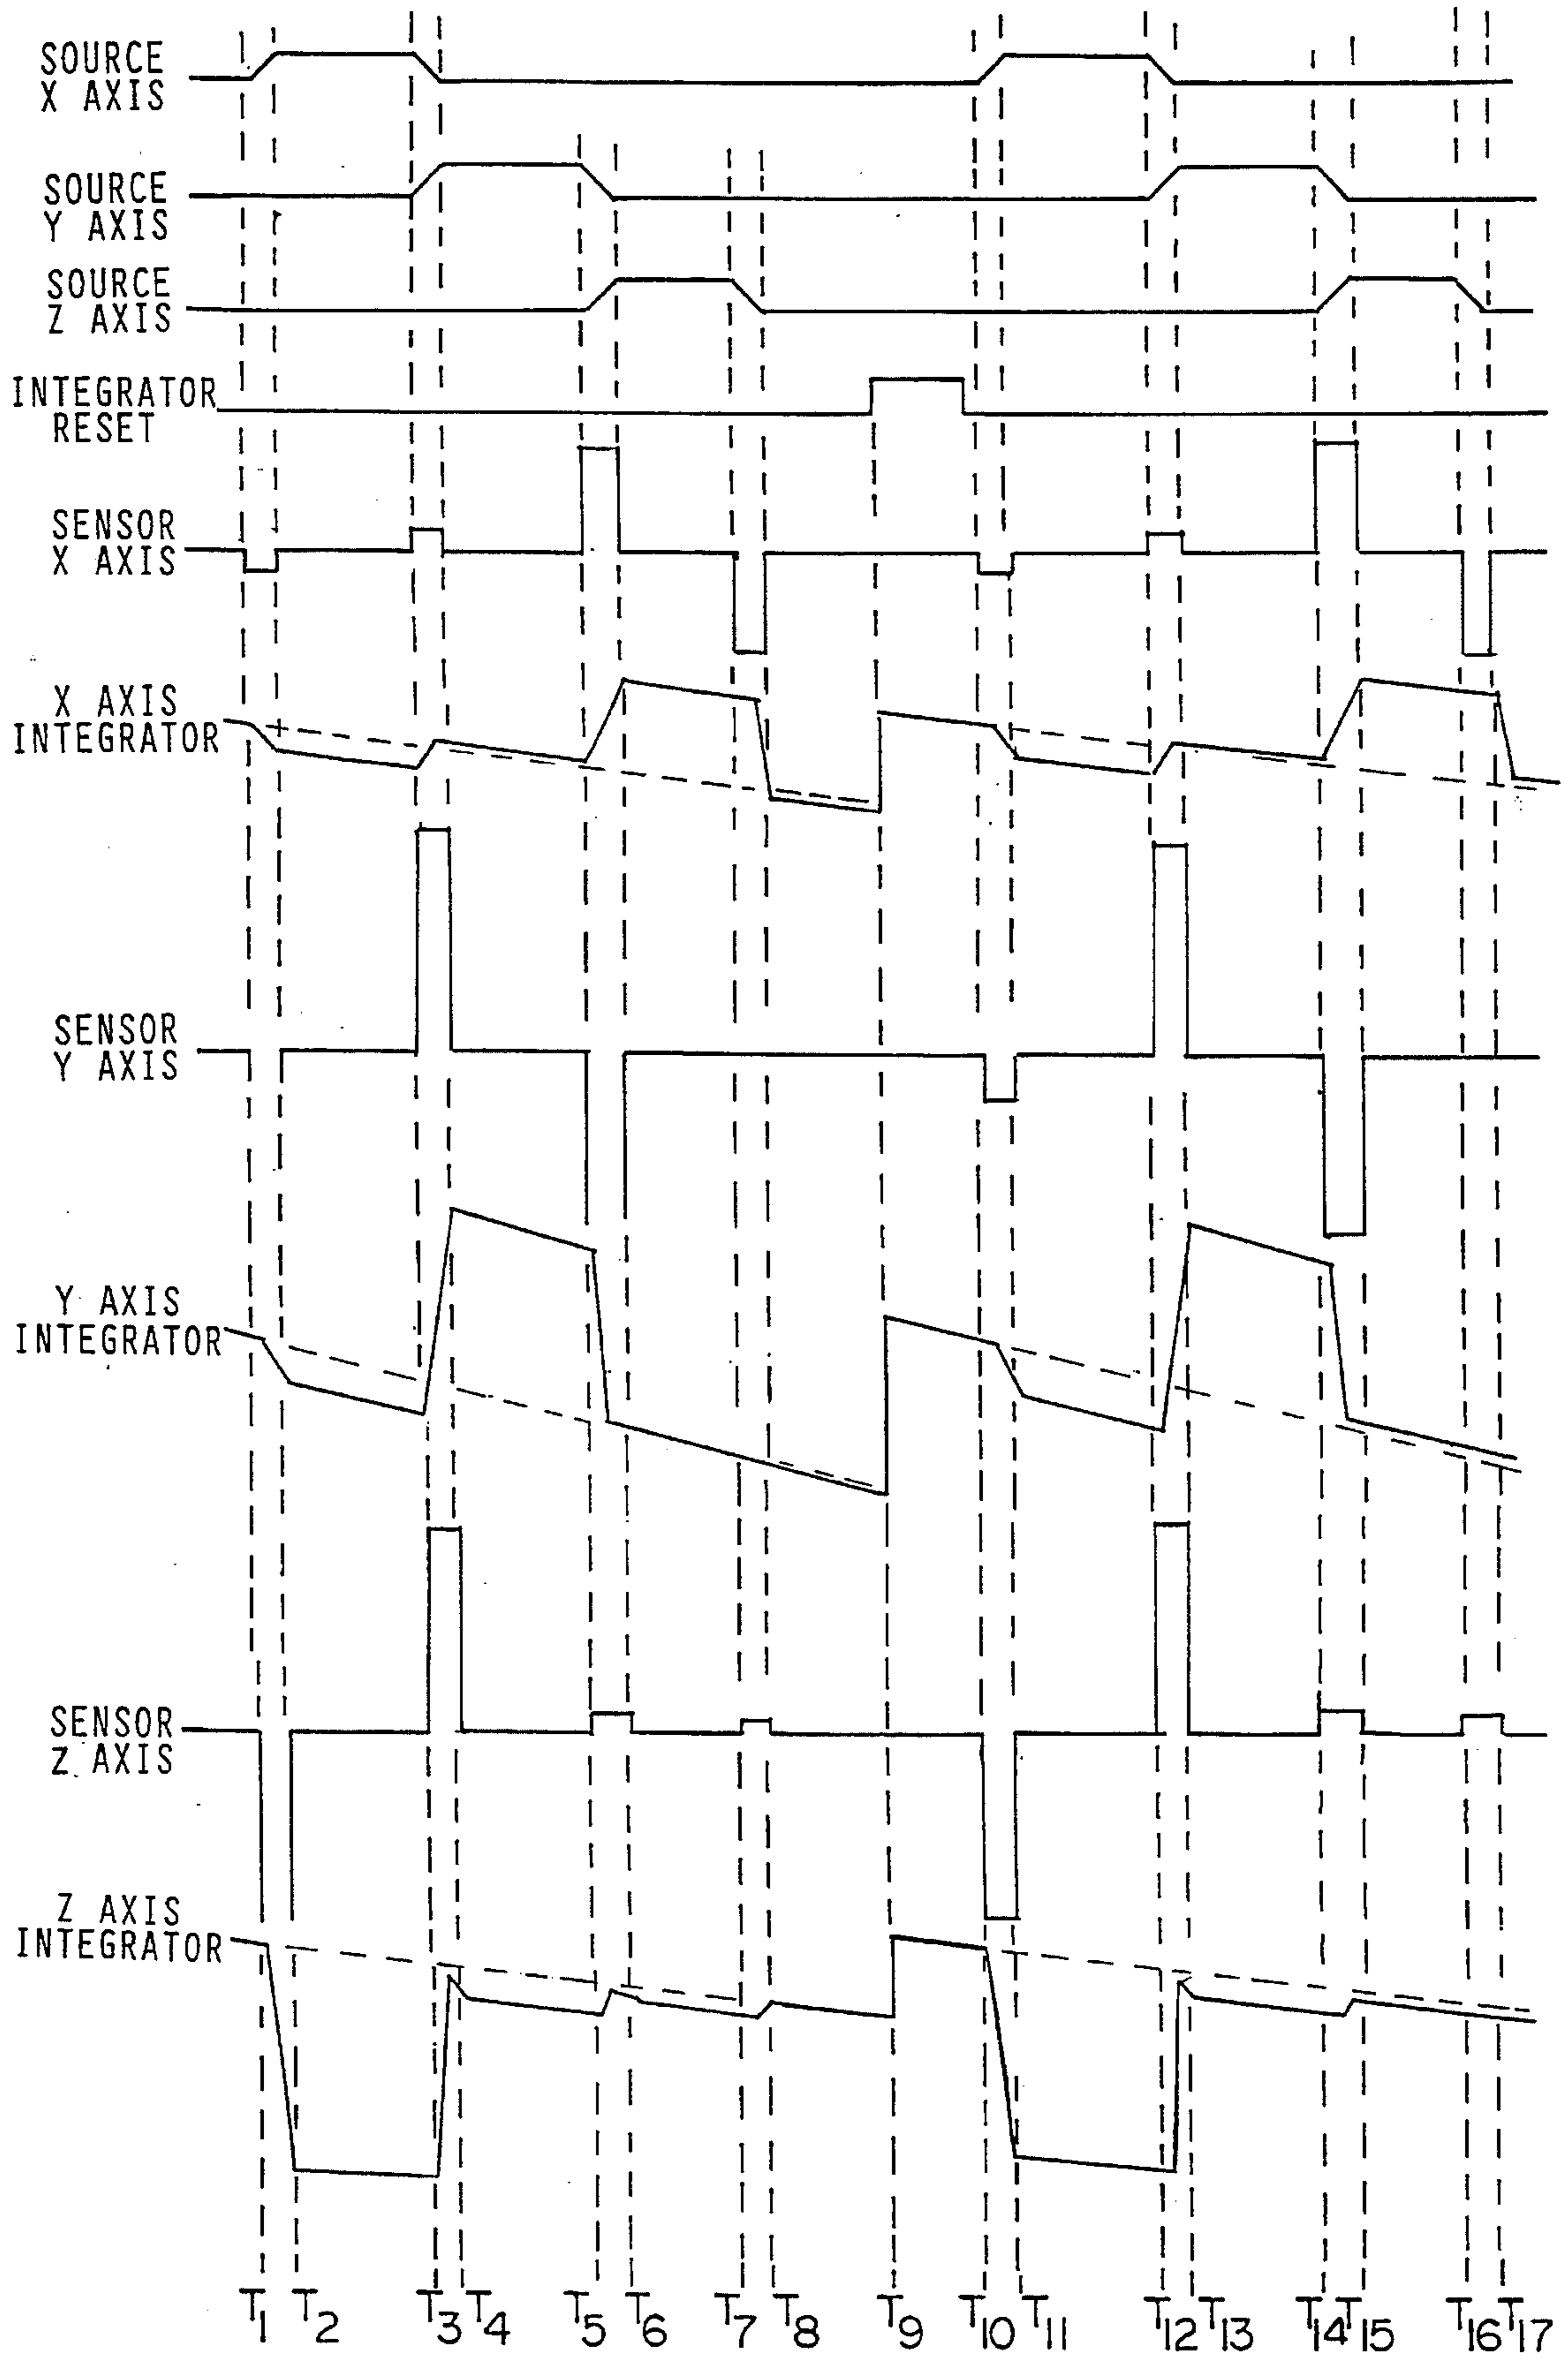 SOURCE
X AXIS
SOURCE
Y AXIS
SOURCE
Z AXIS
INTEGRATOR
RESET
SENSOR
X AXIS
X AXIS
INTEGRATOR
SENSOR
Y AXIS
Y AXIS
INTEGRATOR
SENSOR
Z AXIS
Z AXIS
INTEGRATOR
T1 T2 T3 T4 T5 T6 T7 T8 T9 T10 T11 T12 T13 T14 T15 T16 T17